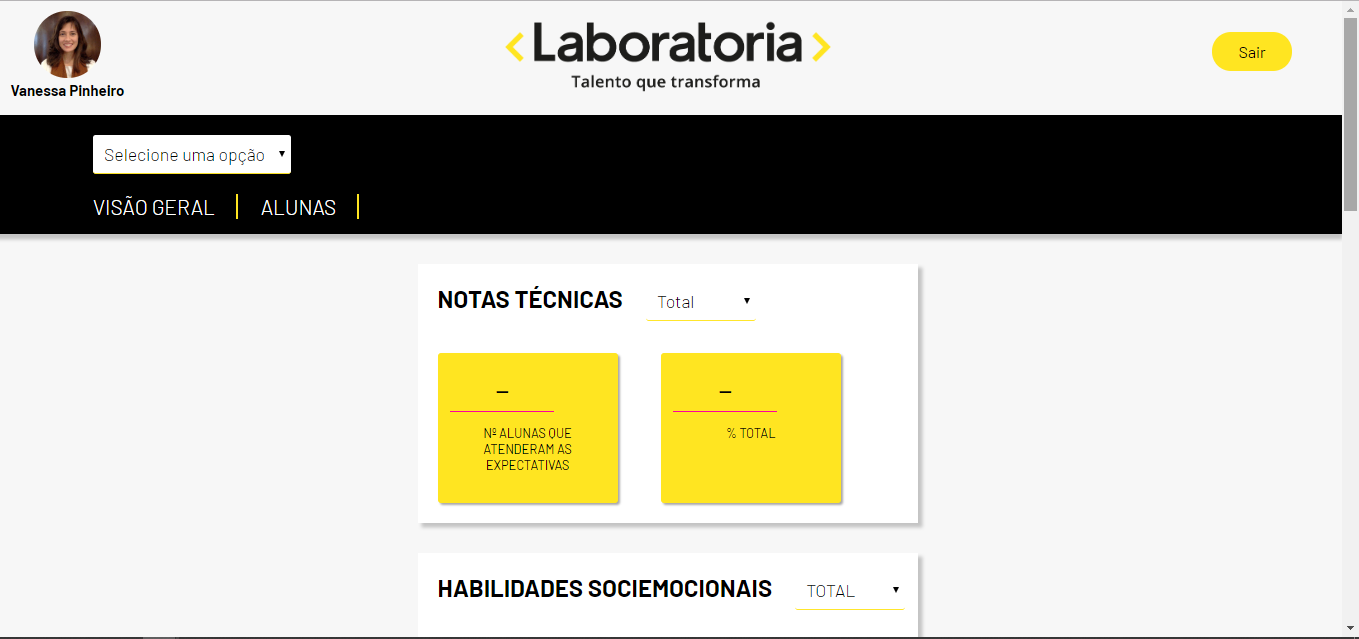 Vanessa Pinheiro
<Laboratoria>
Talento que transforma
Sair
Selecione uma opção
VISÃO GERAL
ALUNAS
NOTAS TÉCNICAS
Total
–
Nº ALUNAS QUE
ATENDERAM AS
EXPECTATIVAS
–
% TOTAL
HABILIDADES SOCIEMOCIONAIS
TOTAL